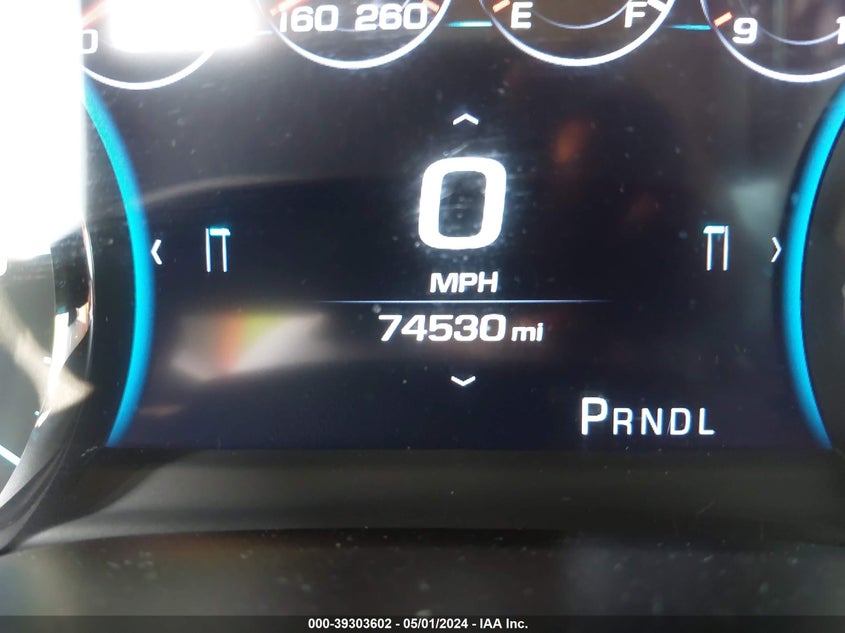 160 260
E F
9
0
MPH
74530 mi
PRNDL
000-39303602 - 05/01/2024 - IAA Inc.